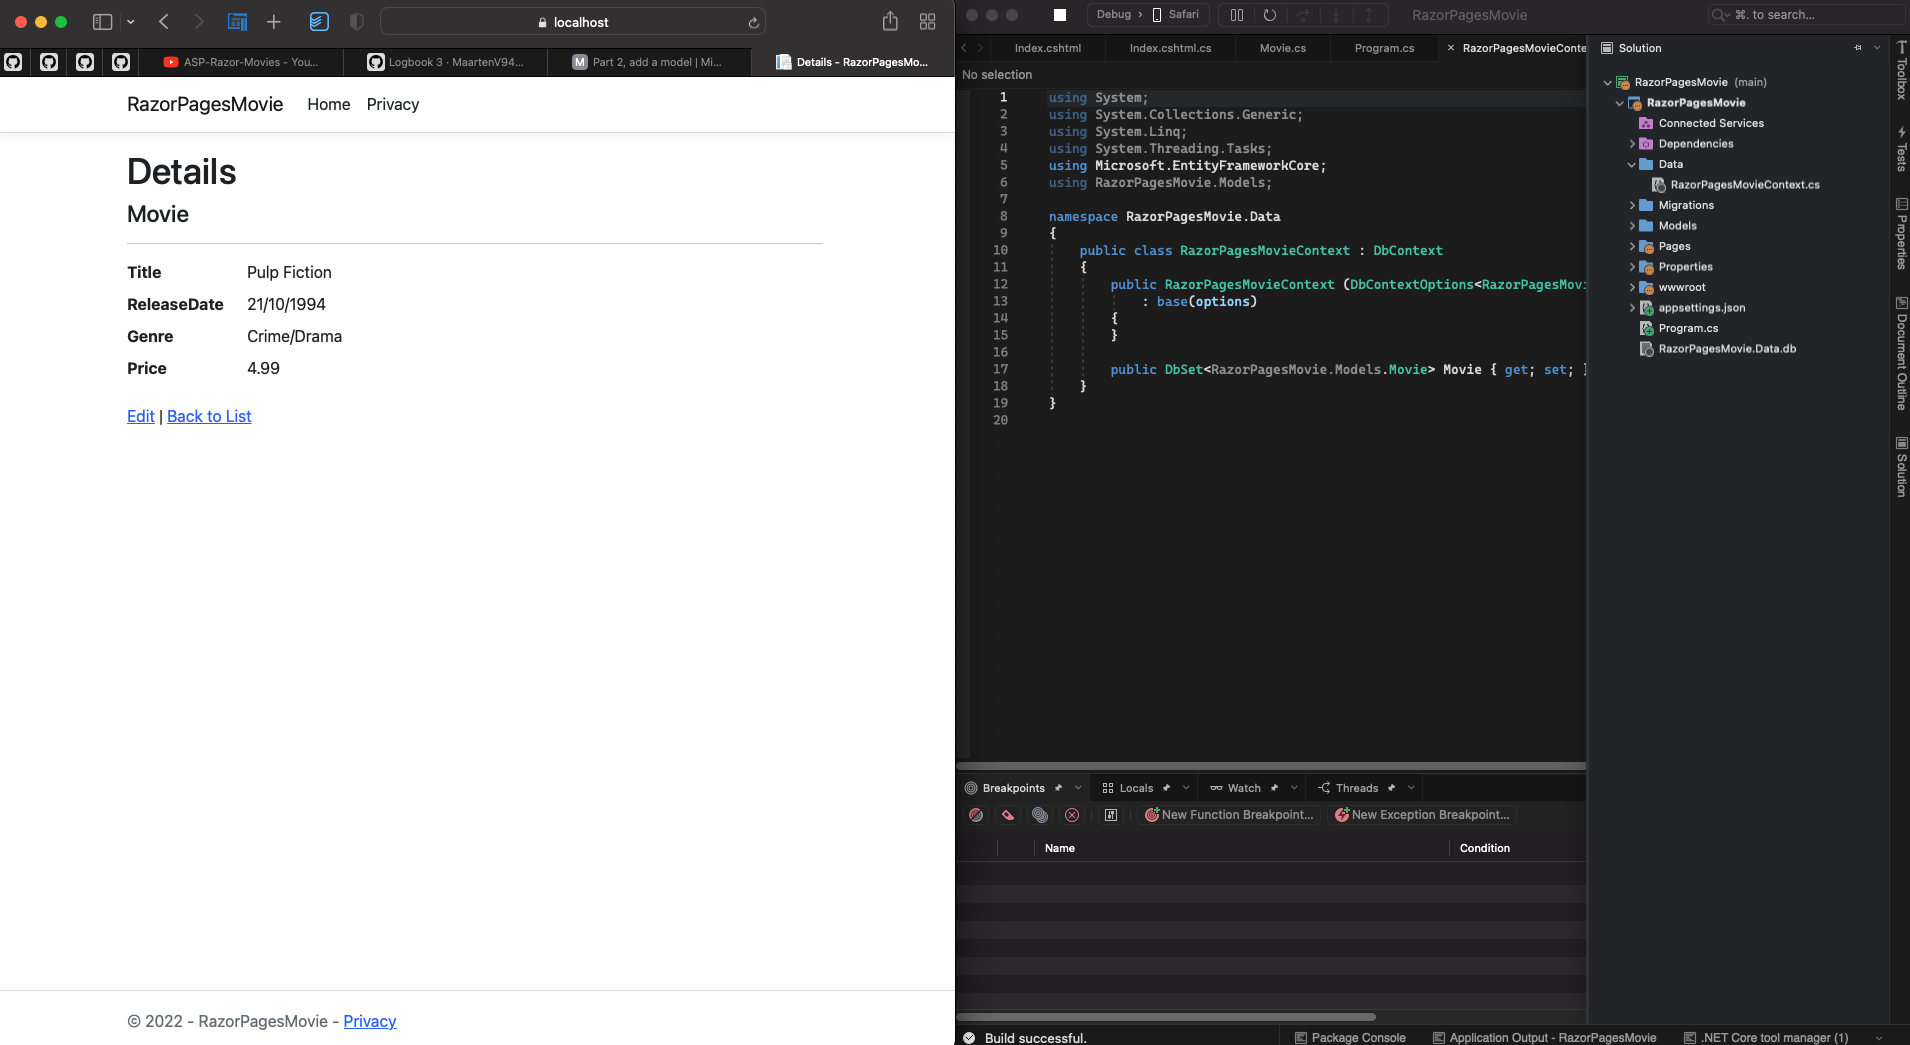 localhost
ASP-Razor-Movies - You...
Logbook 3 · MaartenV94...
M
Part 2, add a model | Mi...
Details - RazorPagesMo...
RazorPagesMovie
Home
Privacy
Details
Movie
Title Pulp Fiction
ReleaseDate 21/10/1994
Genre Crime/Drama
Price 4.99
Edit | Back to List
© 2022 - RazorPagesMovie - Privacy
Debug
Safari
RazorPagesMovie
⌘. to search...
Index.cshtml
Index.cshtml.cs
Movie.cs
Program.cs
RazorPagesMovieConte
No selection
1 using System;
2 using System.Collections.Generic;
3 using System.Linq;
4 using System.Threading.Tasks;
5 using Microsoft.EntityFrameworkCore;
6 using RazorPagesMovie.Models;
7
8 namespace RazorPagesMovie.Data
9 {
10 public class RazorPagesMovieContext : DbContext
11 {
12 public RazorPagesMovieContext (DbContextOptions<RazorPagesMovi
13 : base(options)
14 {
15 }
16
17 public DbSet<RazorPagesMovie.Models.Movie> Movie { get; set; }
18 }
19 }
20
Breakpoints
Locals
Watch
Threads
New Function Breakpoint...
New Exception Breakpoint...
Name
Condition
Build successful.
Package Console
Application Output - RazorPagesMovie
.NET Core tool manager (1)
Solution
RazorPagesMovie (main)
RazorPagesMovie
Connected Services
Dependencies
Data
RazorPagesMovieContext.cs
Migrations
Models
Pages
Properties
wwwroot
appsettings.json
Program.cs
RazorPagesMovie.Data.db
Toolbox
Tests
Properties
Document Outline
Solution